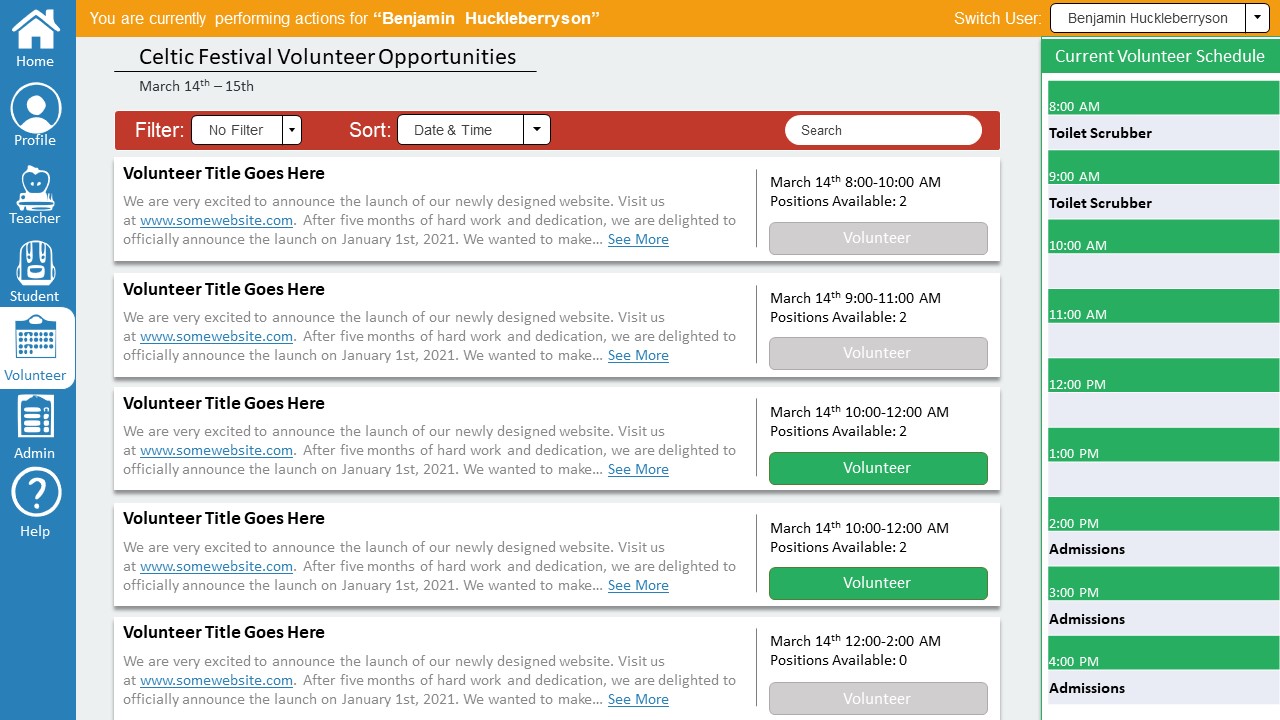 You are currently performing actions for “Benjamin Huckleberryson”
Switch User: Benjamin Huckleberryson
Home
Profile
Teacher
Student
Volunteer
Admin
Help
Celtic Festival Volunteer Opportunities
March 14th – 15th
Filter: No Filter Sort: Date & Time Search
Volunteer Title Goes Here
We are very excited to announce the launch of our newly designed website. Visit us
at www.somewebsite.com. After five months of hard work and dedication, we are delighted to
officially announce the launch on January 1st, 2021. We wanted to make... See More
March 14th 8:00-10:00 AM
Positions Available: 2
Volunteer
Volunteer Title Goes Here
We are very excited to announce the launch of our newly designed website. Visit us
at www.somewebsite.com. After five months of hard work and dedication, we are delighted to
officially announce the launch on January 1st, 2021. We wanted to make... See More
March 14th 9:00-11:00 AM
Positions Available: 2
Volunteer
Volunteer Title Goes Here
We are very excited to announce the launch of our newly designed website. Visit us
at www.somewebsite.com. After five months of hard work and dedication, we are delighted to
officially announce the launch on January 1st, 2021. We wanted to make... See More
March 14th 10:00-12:00 AM
Positions Available: 2
Volunteer
Volunteer Title Goes Here
We are very excited to announce the launch of our newly designed website. Visit us
at www.somewebsite.com. After five months of hard work and dedication, we are delighted to
officially announce the launch on January 1st, 2021. We wanted to make... See More
March 14th 10:00-12:00 AM
Positions Available: 2
Volunteer
Volunteer Title Goes Here
We are very excited to announce the launch of our newly designed website. Visit us
at www.somewebsite.com. After five months of hard work and dedication, we are delighted to
officially announce the launch on January 1st, 2021. We wanted to make... See More
March 14th 12:00-2:00 AM
Positions Available: 0
Volunteer
Current Volunteer Schedule
8:00 AM
Toilet Scrubber
9:00 AM
Toilet Scrubber
10:00 AM
11:00 AM
12:00 PM
1:00 PM
2:00 PM
Admissions
3:00 PM
Admissions
4:00 PM
Admissions